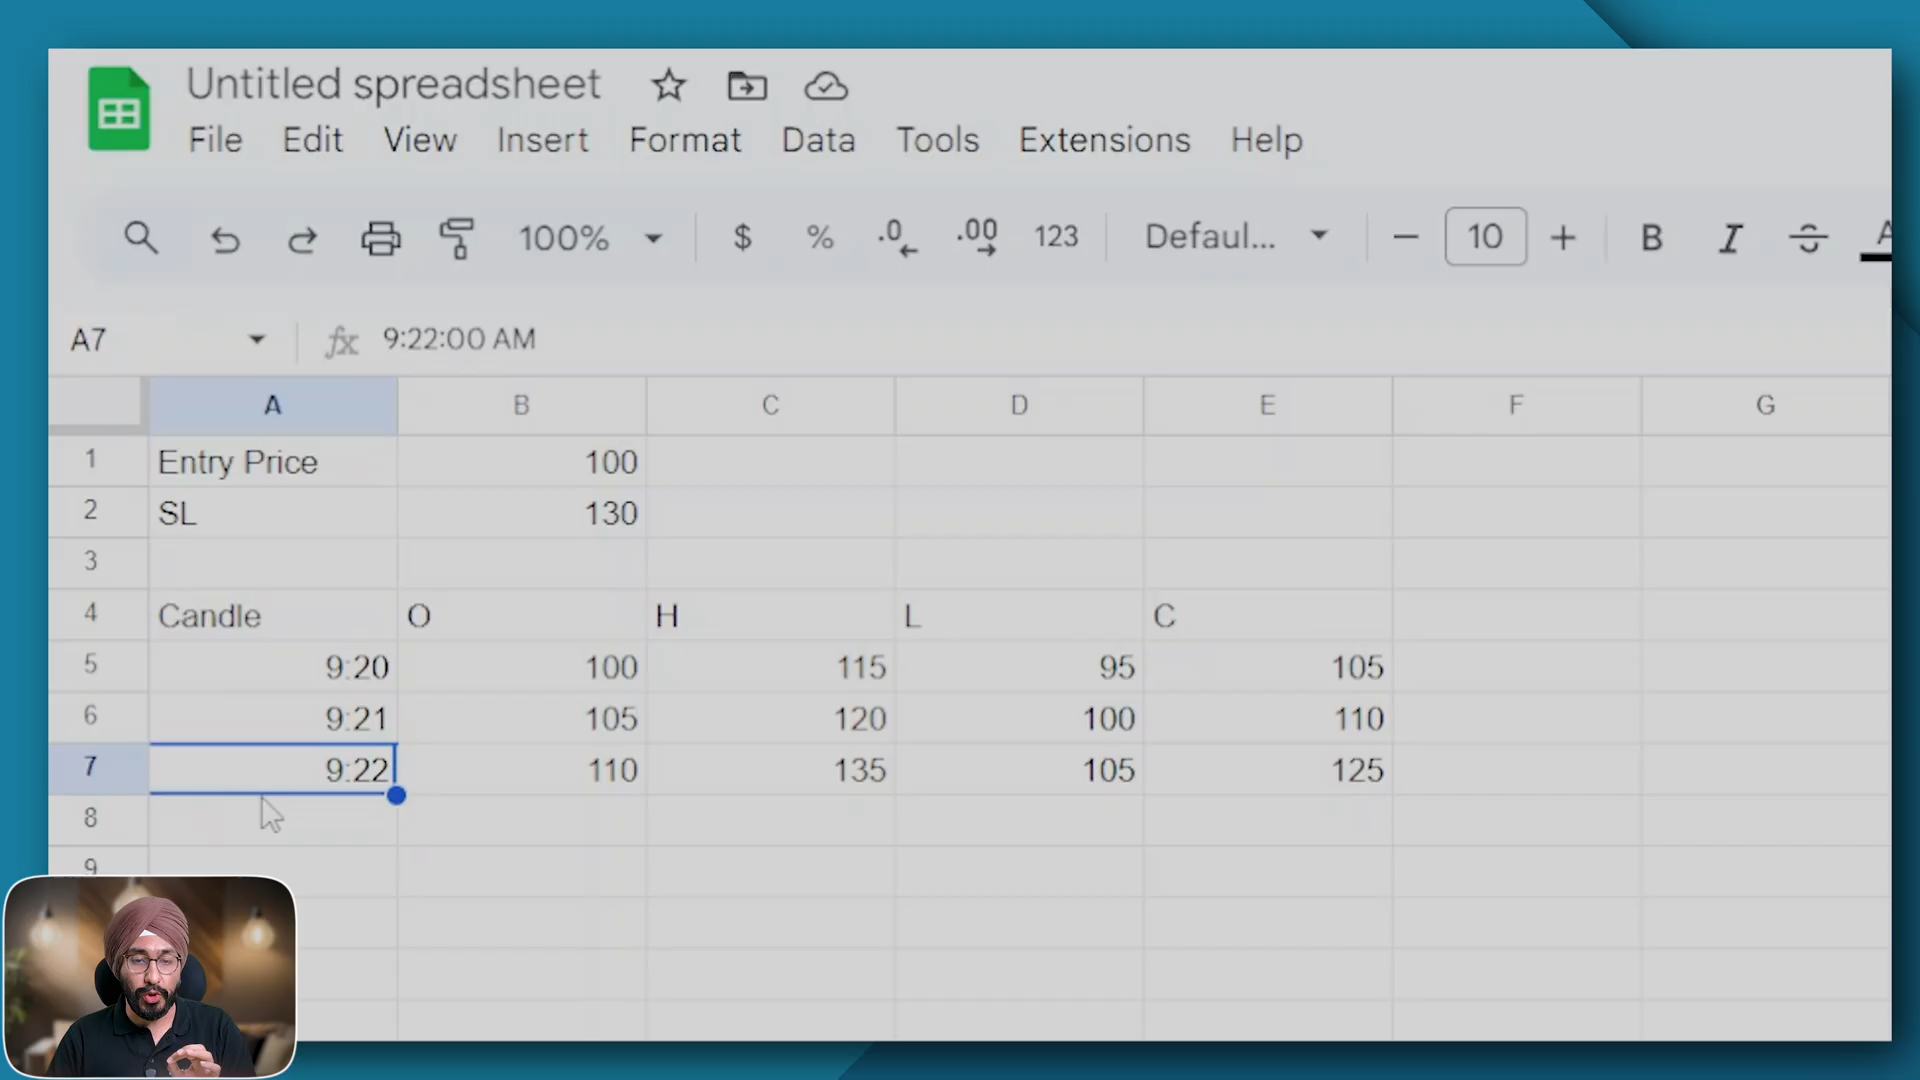 Untitled spreadsheet
File Edit View Insert Format Data Tools Extensions Help
100% $ % .0 .00 123 Defaul... 10 B I A
A7 fx 9:22:00 AM
A B C D E F G
1 Entry Price 100
2 SL 130
3
4 Candle O H L C
5 9:20 100 115 95 105
6 9:21 105 120 100 110
7 9:22 110 135 105 125
8
9